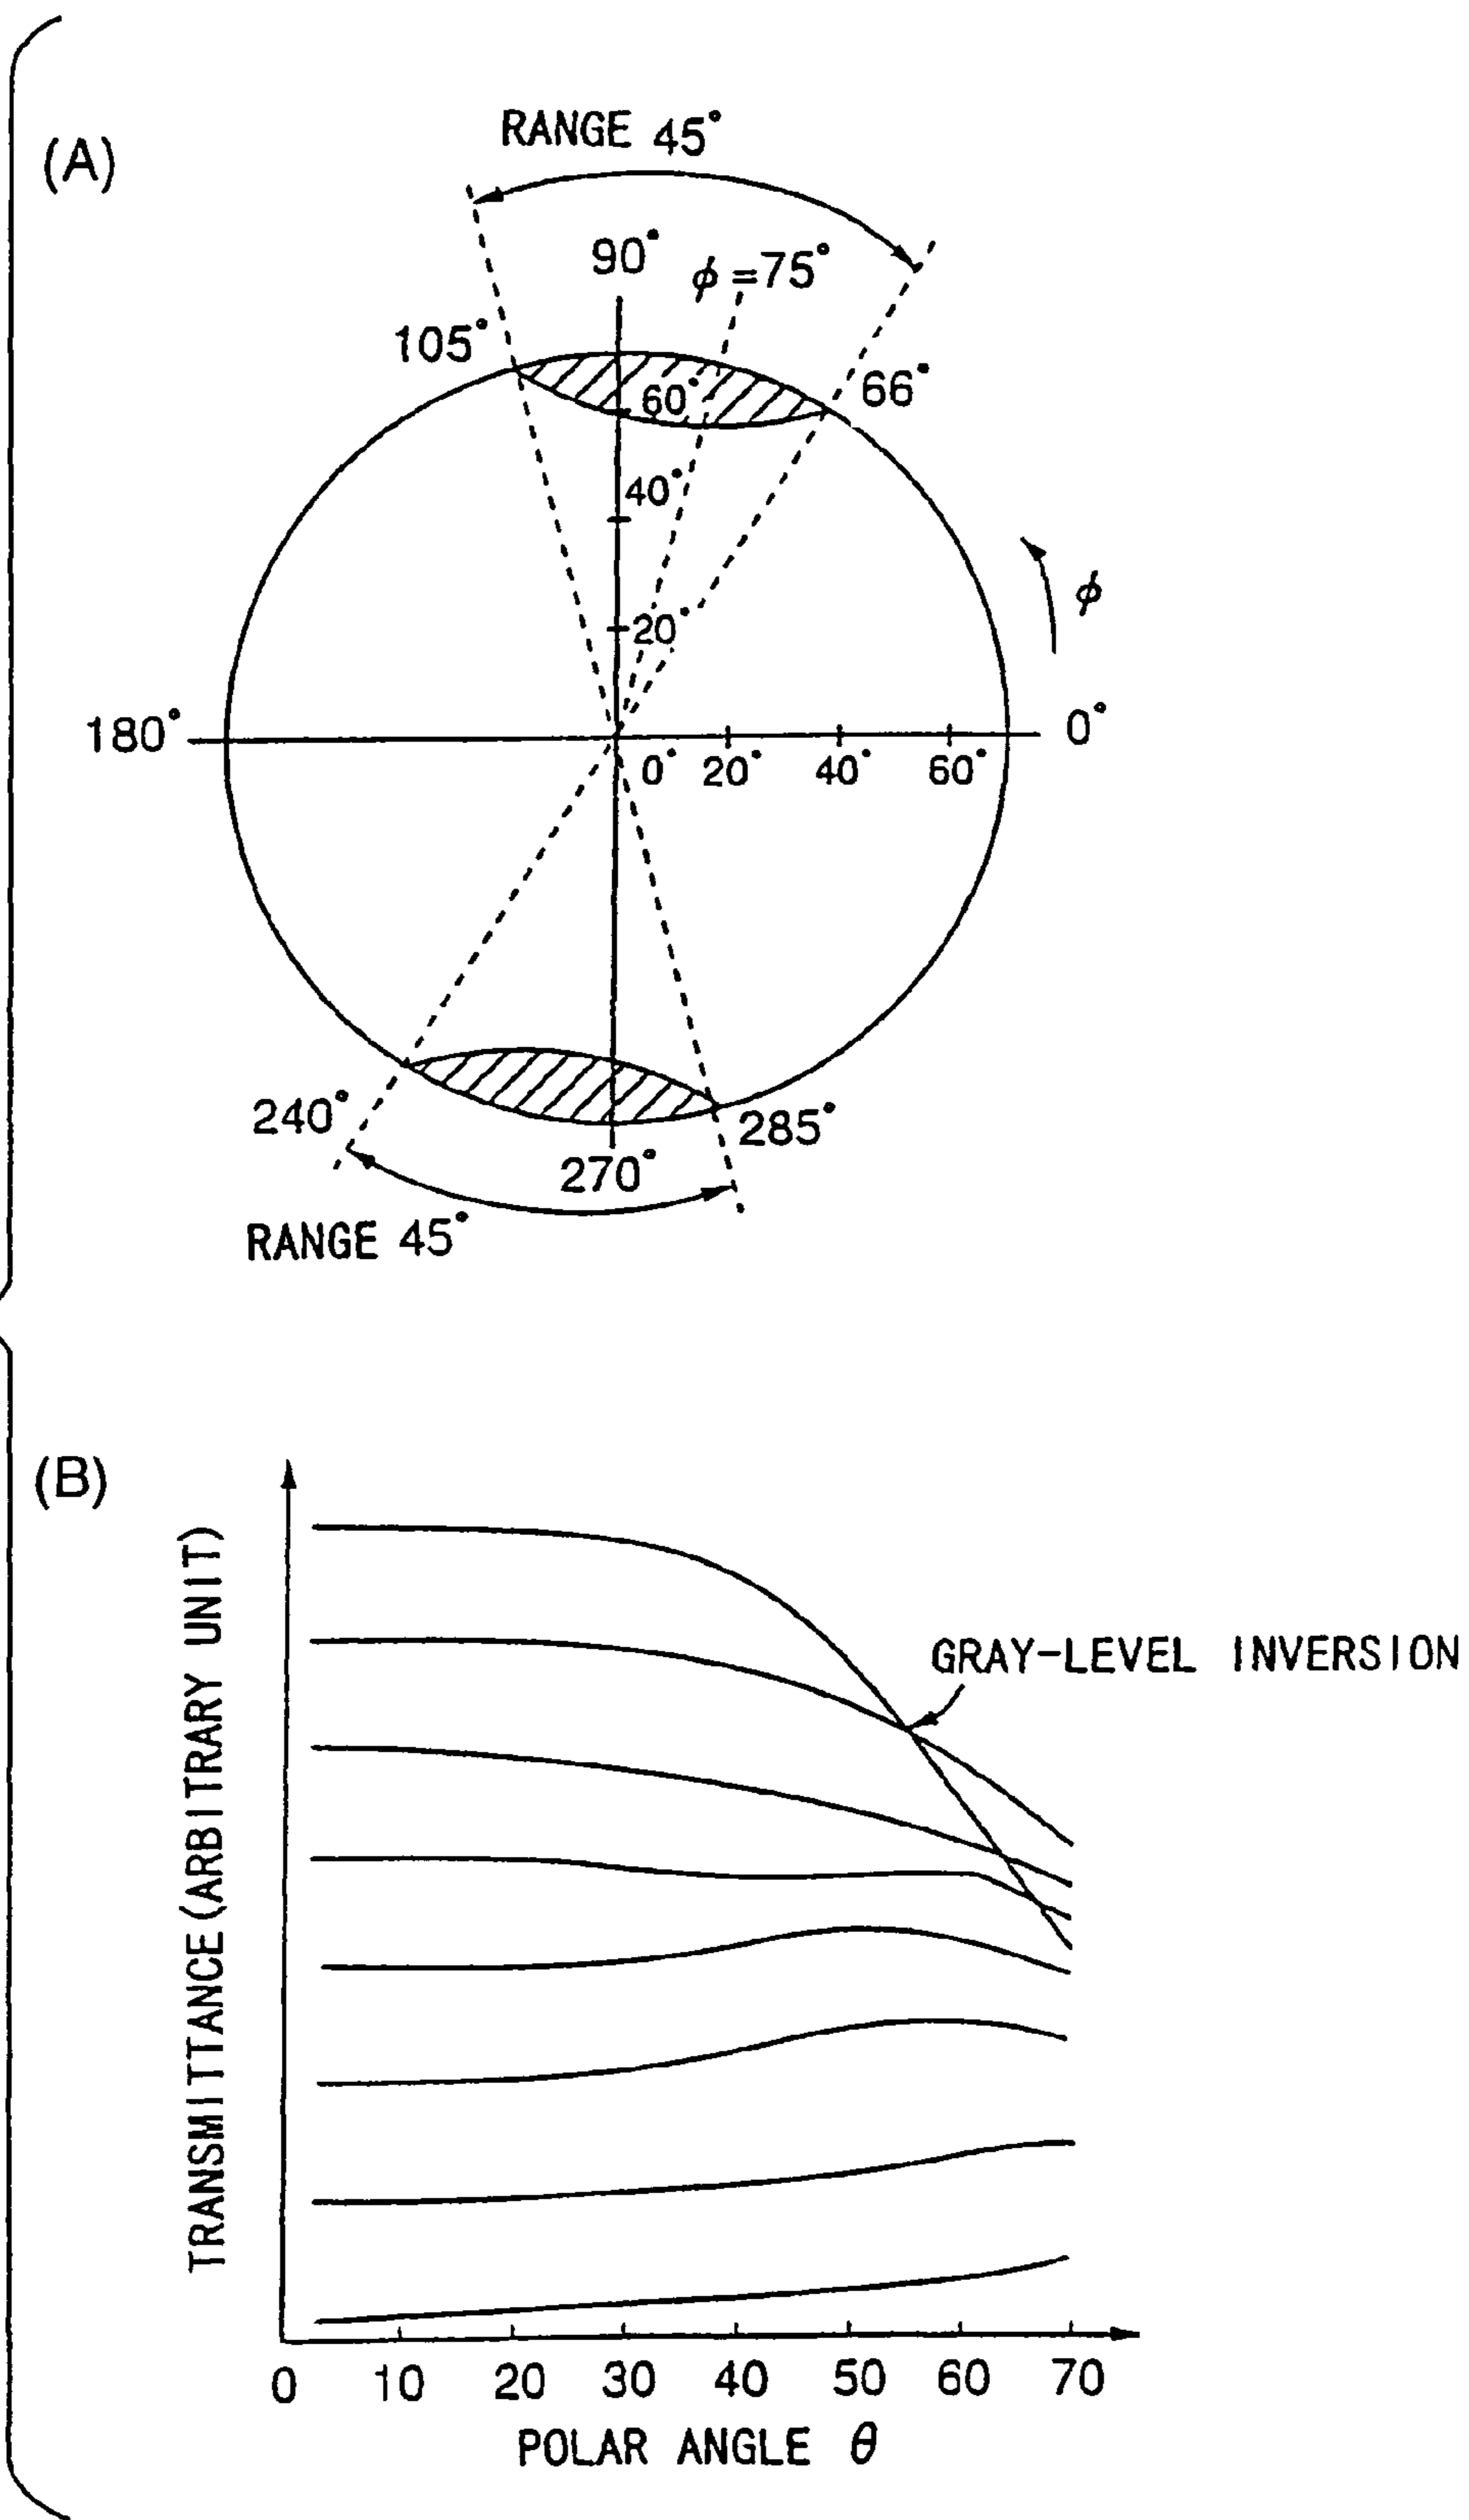 (A)
RANGE 45°
90°
φ=75°
105°
66°
60°
40°
φ
20°
180°
0°
0° 20° 40° 60°
240°
285°
270°
RANGE 45°
(B)
TRANSMITTANCE(ARBITRARY UNIT)
GRAY-LEVEL INVERSION
0 10 20 30 40 50 60 70
POLAR ANGLE θ